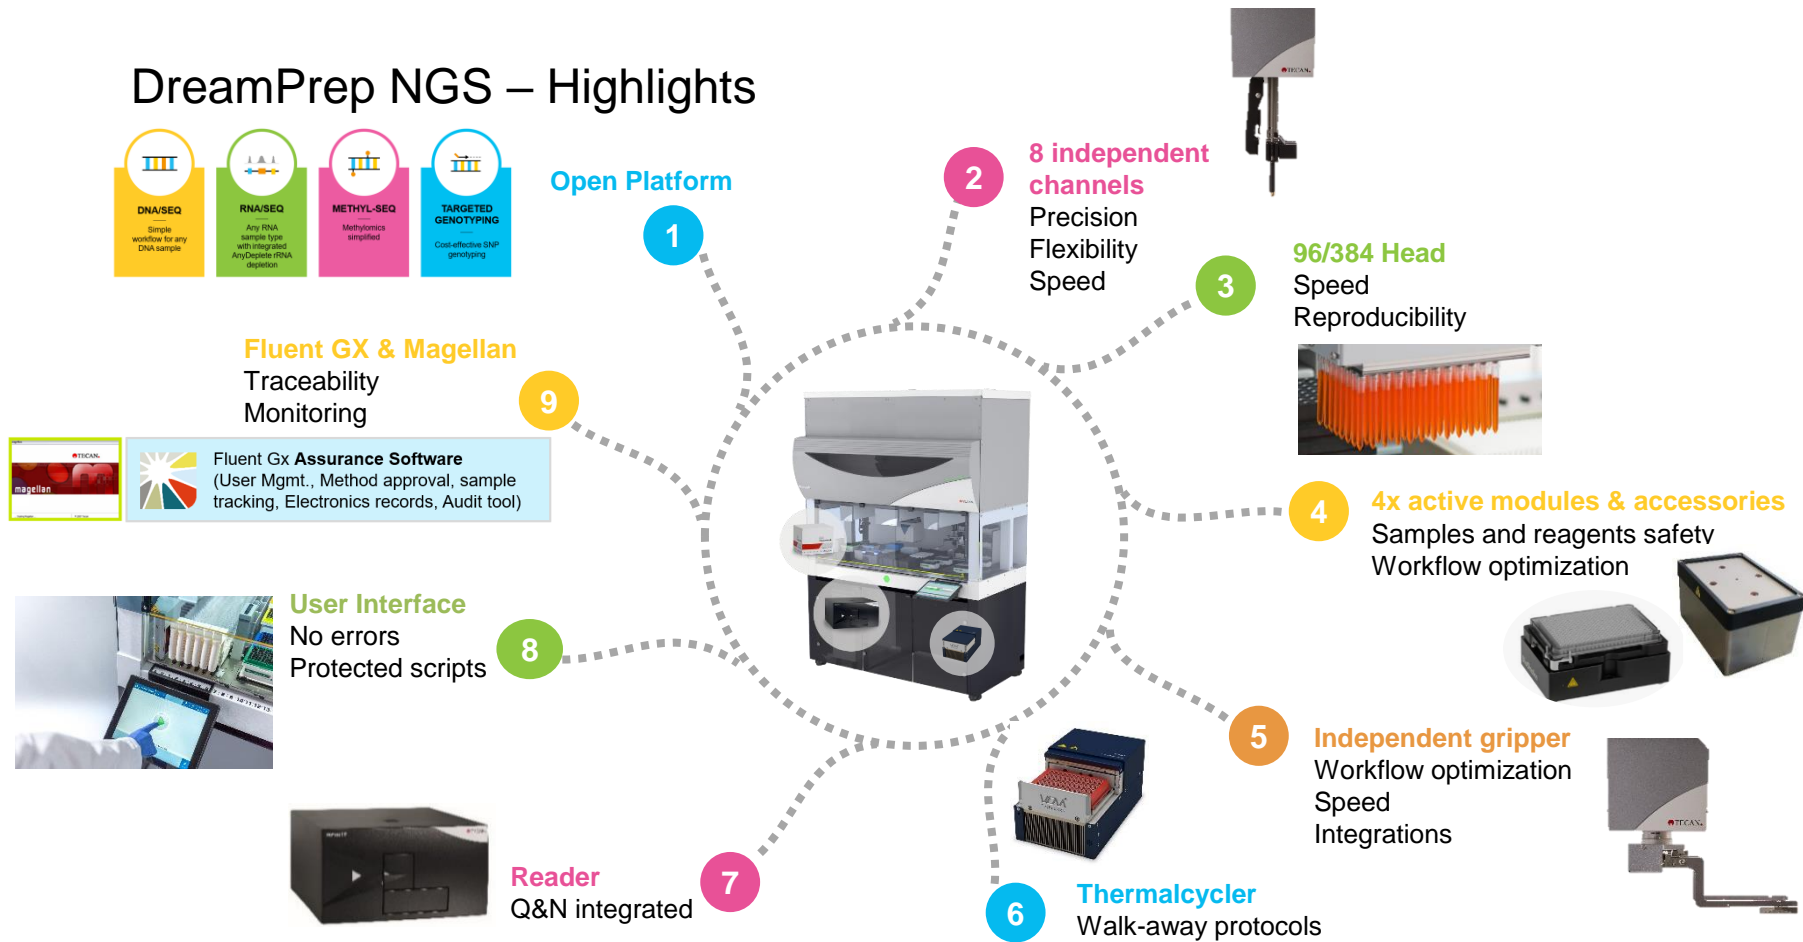 DreamPrep NGS – Highlights
DNA/SEQ
Simple
workflow for any
DNA sample
RNA/SEQ
Any RNA
sample type
with integrated
AnyDeplete rRNA
depletion
METHYL-SEQ
Methylomics
simplified
TARGETED
GENOTYPING
Cost-effective SNP
genotyping
Open Platform
1
2
8 independent
channels
Precision
Flexibility
Speed
TECAN.
3
96/384 Head
Speed
Reproducibility
4
4x active modules & accessories
Samples and reagents safety
Workflow optimization
5
Independent gripper
Workflow optimization
Speed
Integrations
TECAN.
6
Thermalcycler
Walk-away protocols
7
Reader
Q&N integrated
8
User Interface
No errors
Protected scripts
9
Fluent GX & Magellan
Traceability
Monitoring
TECAN.
magellan
Fluent Gx Assurance Software
(User Mgmt., Method approval, sample
tracking, Electronics records, Audit tool)